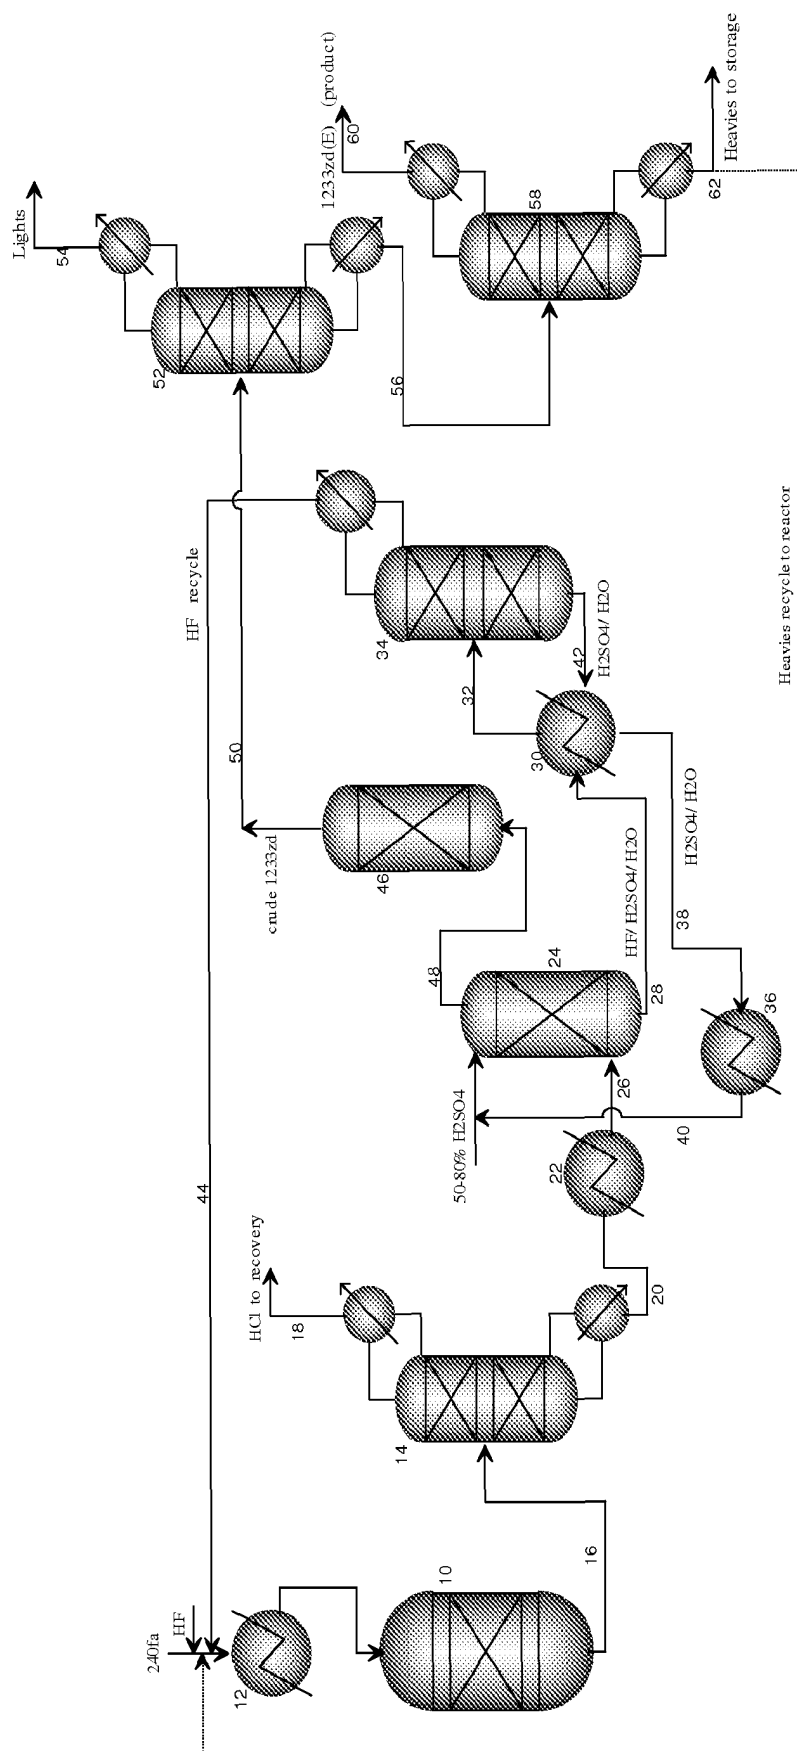 240fa
HF
12
10
16
14
18
HCl to recovery
20
22
26
44
HF recycle
50-80% H2SO4
40
24
28
HF/H2SO4/H2O
48
46
crude 1233zd
50
30
32
34
42
H2SO4/H2O
H2SO4/H2O
38
36
52
54
Lights
56
58
1233zd(E) (product)
60
62
Heavies to storage
Heavies recycle to reactor